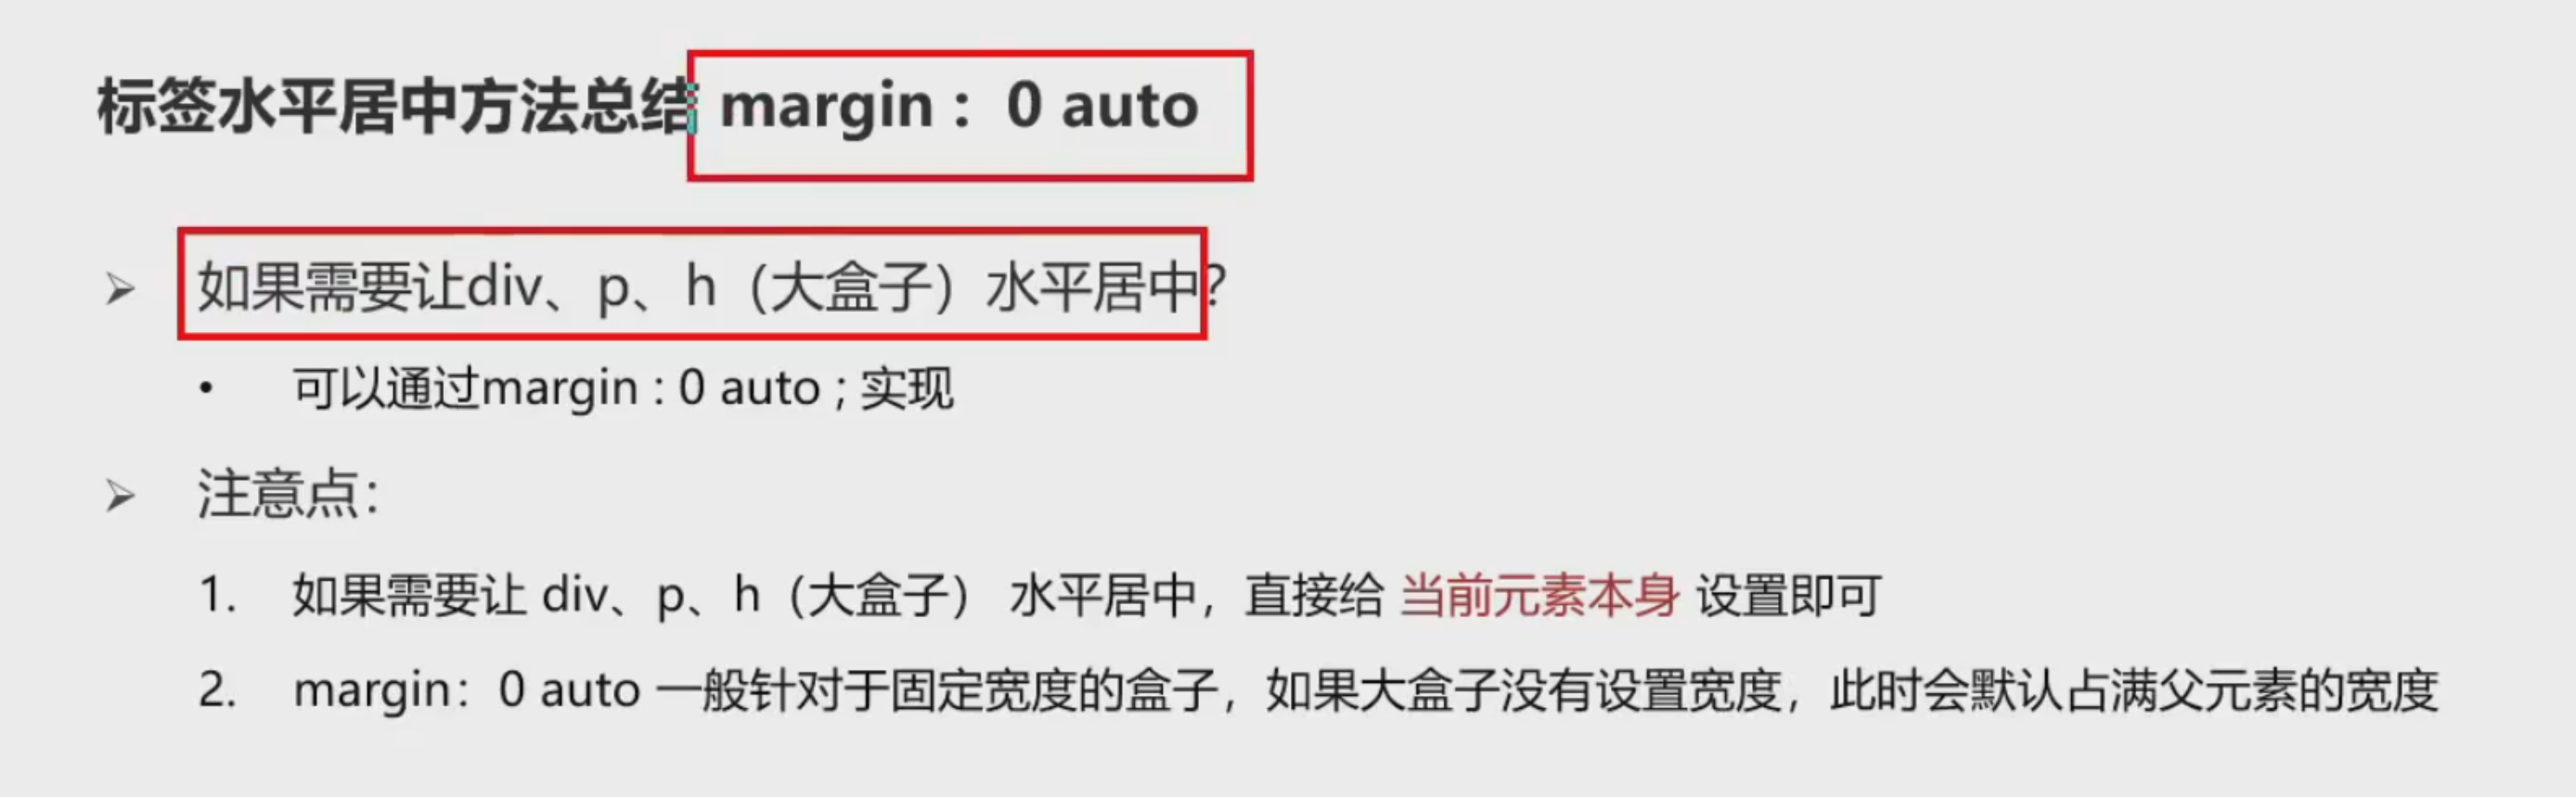 标签水平居中方法总结 margin： 0 auto
如果需要让div、p、h（大盒子）水平居中？
• 可以通过margin : 0 auto ; 实现
注意点：
1. 如果需要让 div、p、h（大盒子） 水平居中，直接给 当前元素本身 设置即可
2. margin：0 auto 一般针对于固定宽度的盒子，如果大盒子没有设置宽度，此时会默认占满父元素的宽度